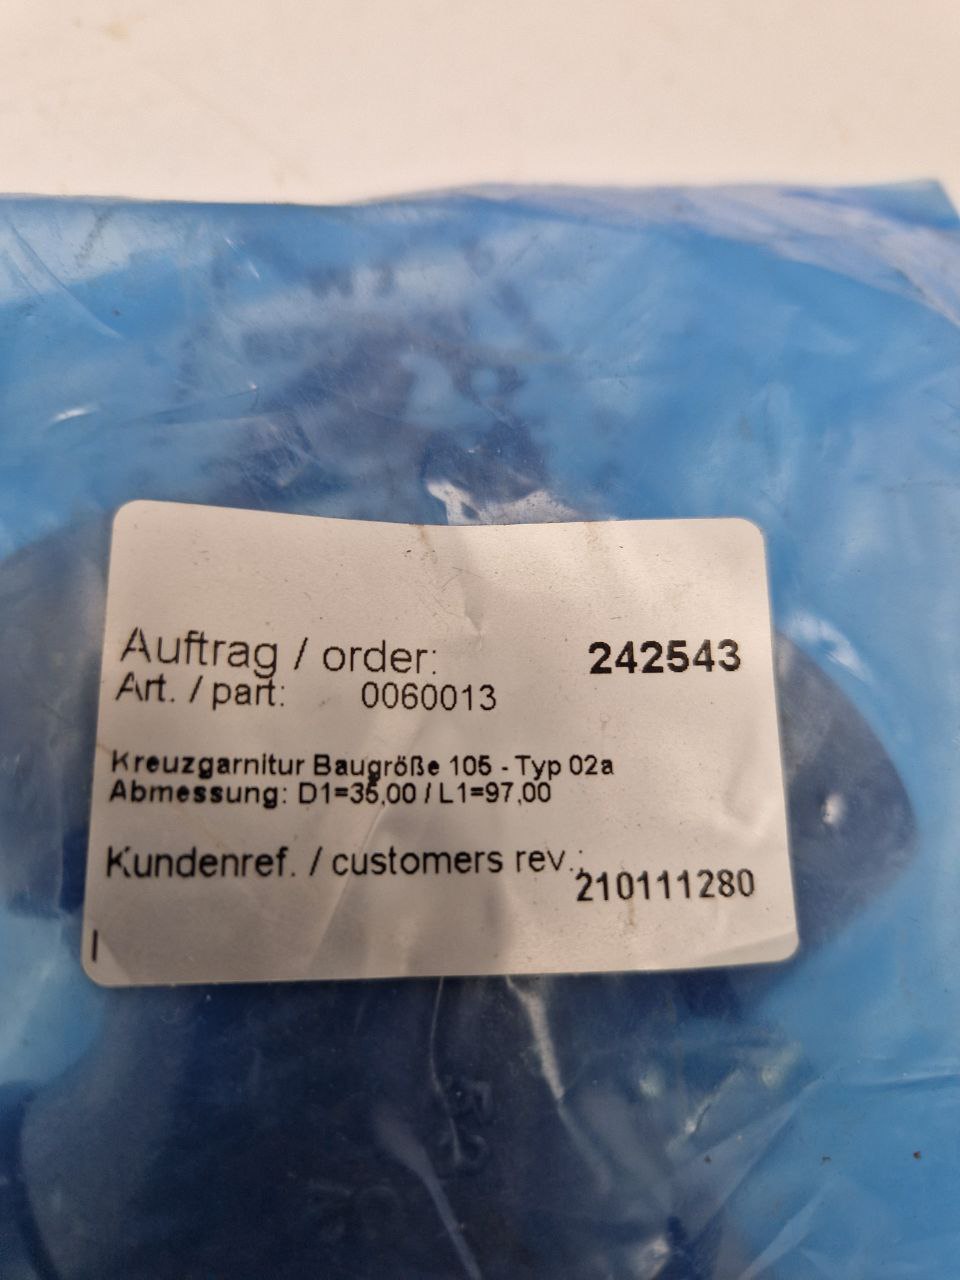 Auftrag / order: 242543
Art. / part: 0060013
Kreuzgarnitur Baugröße 105 - Typ 02a
Abmessung: D1=35,00 / L1=97,00
Kundenref. / customers rev.:
210111280